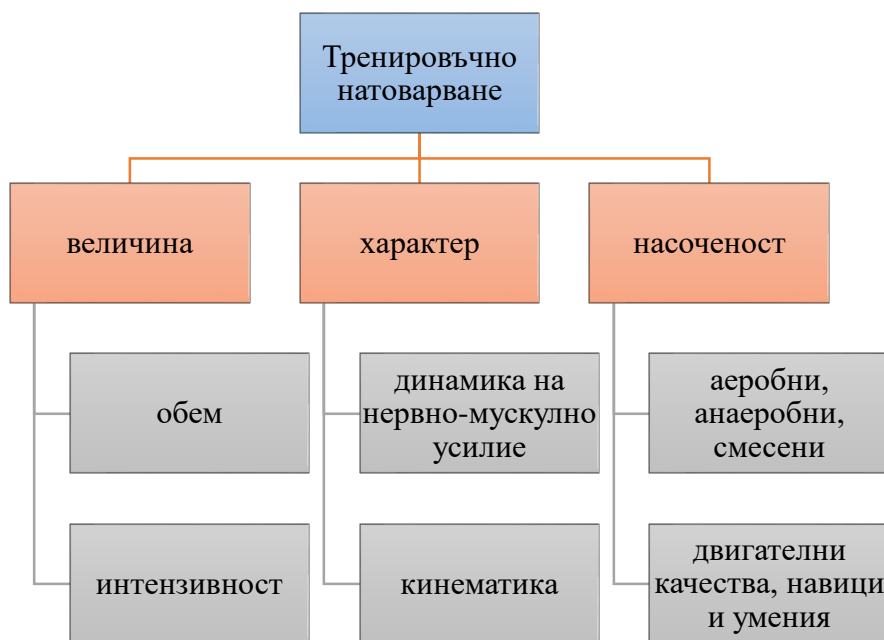 Тренировъчно
натоварване
величина
характер
насоченост
обем
динамика на
нервно-мускулно
усилие
аеробни,
анаеробни,
смесени
интензивност
кинематика
двигателни
качества, навици
и умения